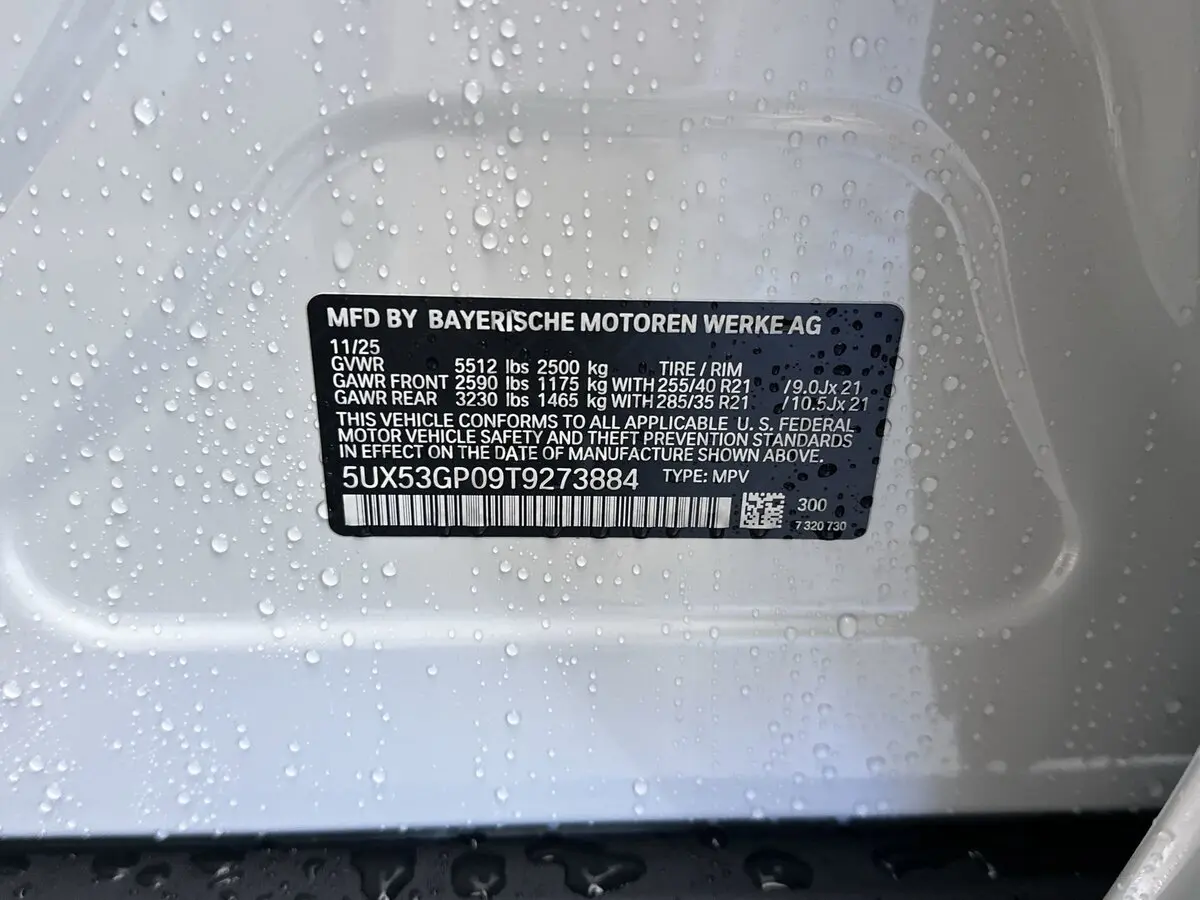 MFD BY BAYERISCHE MOTOREN WERKE AG
11/25
GVWR 5512 lbs 2500 kg TIRE / RIM
GAWR FRONT 2590 lbs 1175 kg WITH 255/40 R21 /9.0Jx 21
GAWR REAR 3230 lbs 1465 kg WITH 285/35 R21 /10.5Jx 21
THIS VEHICLE CONFORMS TO ALL APPLICABLE U. S. FEDERAL
MOTOR VEHICLE SAFETY AND THEFT PREVENTION STANDARDS
IN EFFECT ON THE DATE OF MANUFACTURE SHOWN ABOVE.
5UX53GP09T9273884 TYPE: MPV
300
7 320 730